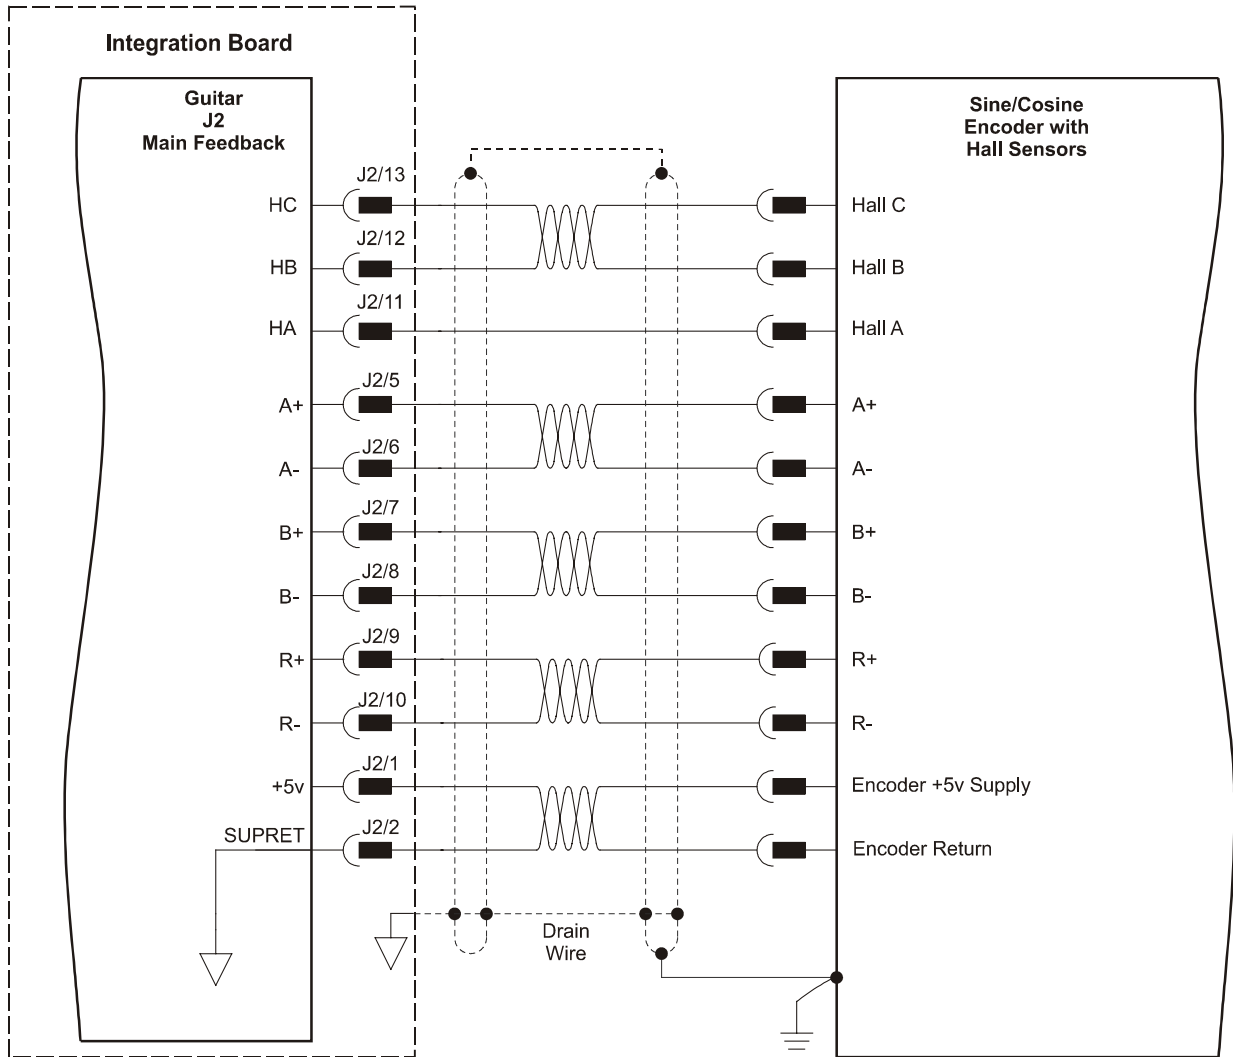 Integration Board
Guitar
J2
Main Feedback
Sine/Cosine
Encoder with
Hall Sensors
HC
J2/13
Hall C
HB
J2/12
Hall B
HA
J2/11
Hall A
A+
J2/5
A+
A-
J2/6
A-
B+
J2/7
B+
B-
J2/8
B-
R+
J2/9
R+
R-
J2/10
R-
+5v
J2/1
Encoder +5v Supply
SUPRET
J2/2
Encoder Return
Drain
Wire